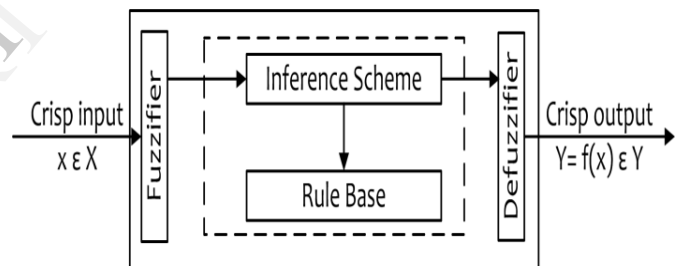 Crisp input
x ε X
Fuzzifier
Inference Scheme
Rule Base
Defuzzifier
Crisp output
Y= f(x) ε Y